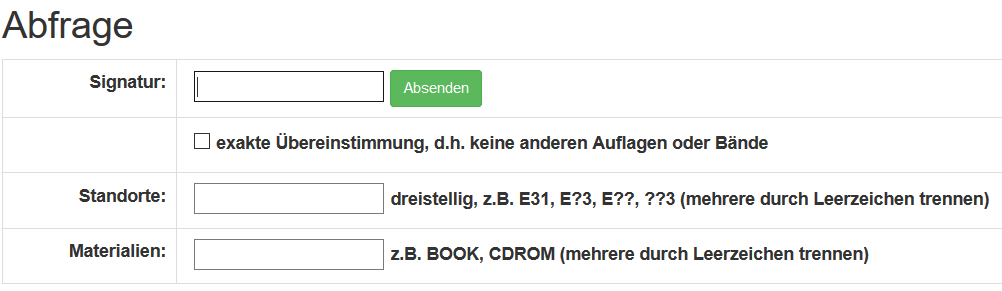 Abfrage
Signatur: Absenden
exakte Übereinstimmung, d.h. keine anderen Auflagen oder Bände
Standorte: dreistellig, z.B. E31, E?3, E??, ??3 (mehrere durch Leerzeichen trennen)
Materialien: z.B. BOOK, CDROM (mehrere durch Leerzeichen trennen)